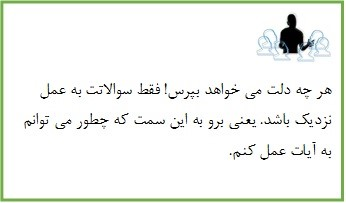 هر چه دلت می خواهد بپرس! فقط سوالاتت به عمل
نزدیک باشد. یعنی برو به این سمت که چطور می توانم
به آیات عمل کنم.